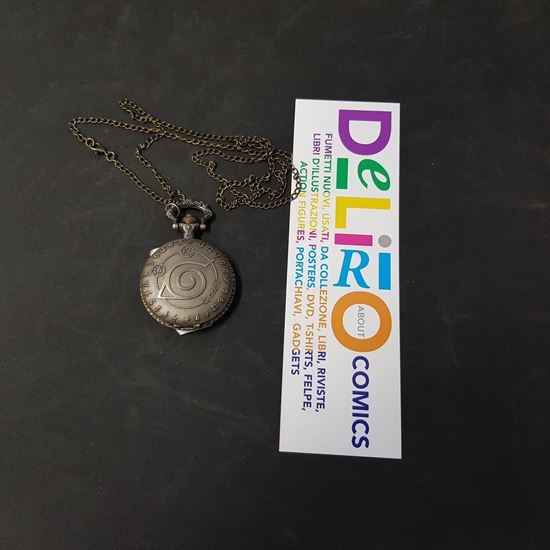 DeLiRiO
ABOUT
COMICS
FUMETTI NUOVI, USATI, DA COLLEZIONE, LIBRI, RIVISTE,
LIBRI D'ILLUSTRAZIONI, POSTERS, DVD, T-SHIRTS, FELPE,
ACTION FIGURES, PORTACHIAVI, GADGETS